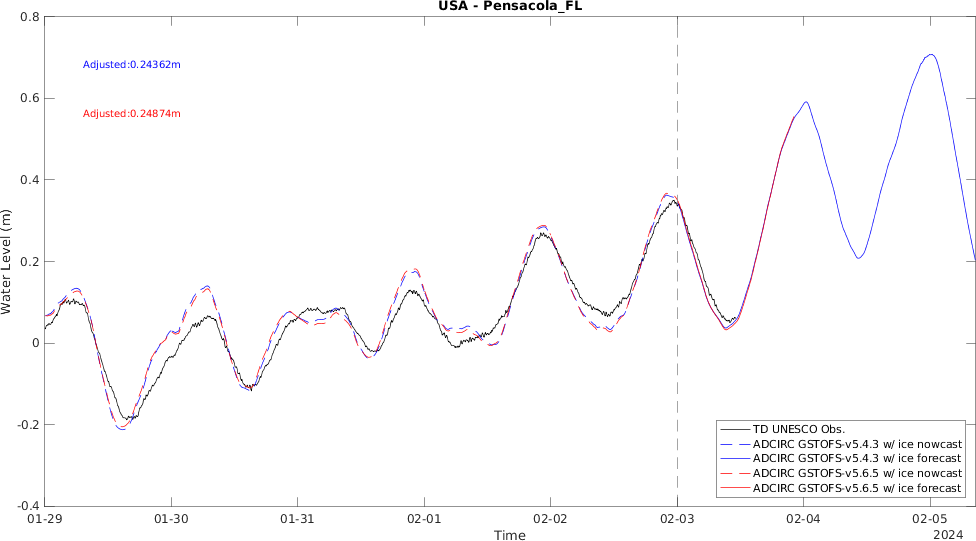 USA - Pensacola_FL
0.8
Adjusted:0.24362m
0.6
Adjusted:0.24874m
0.4
Water Level (m)
0.2
0
-0.2
-0.4
TD UNESCO Obs.
ADCIRC GSTOFS-v5.4.3 w/ ice nowcast
ADCIRC GSTOFS-v5.4.3 w/ ice forecast
ADCIRC GSTOFS-v5.6.5 w/ ice nowcast
ADCIRC GSTOFS-v5.6.5 w/ ice forecast
01-29 01-30 01-31 02-01 02-02 02-03 02-04 02-05
Time
2024